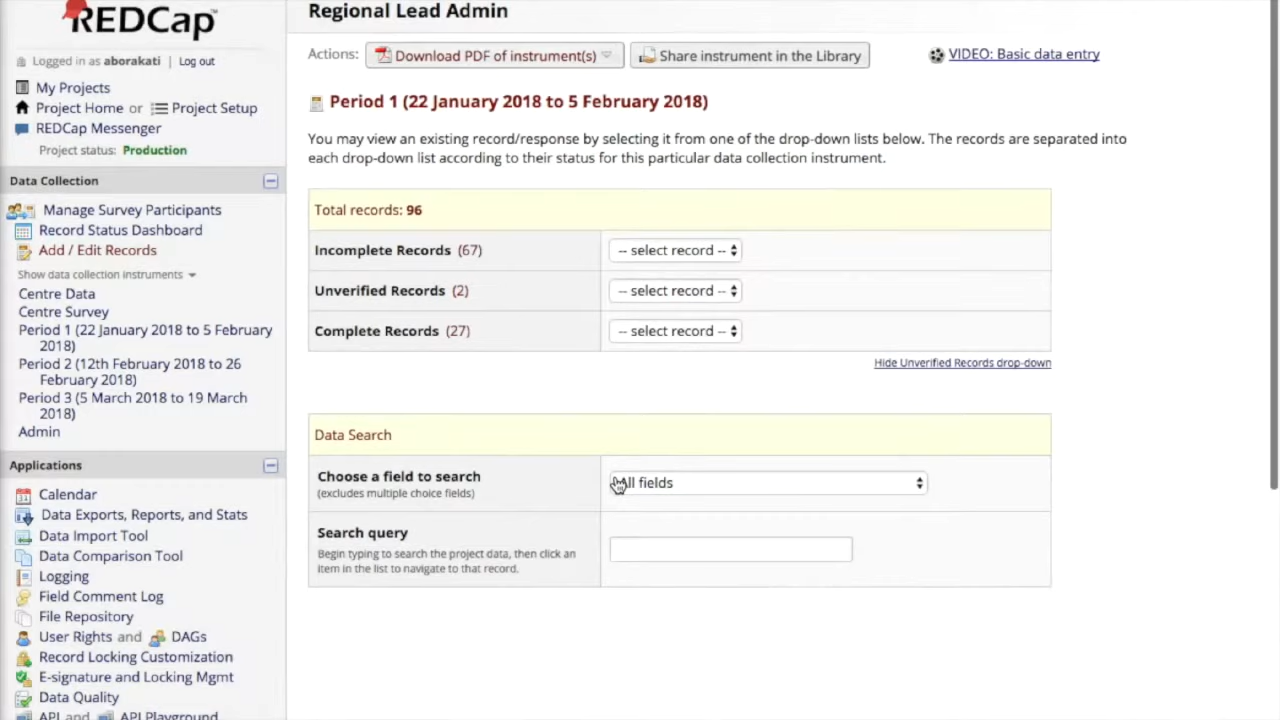 REDCap
Logged in as aborakati | Log out
My Projects
Project Home or Project Setup
REDCap Messenger
Project status: Production
Data Collection
Manage Survey Participants
Record Status Dashboard
Add / Edit Records
Show data collection instruments
Centre Data
Centre Survey
Period 1 (22 January 2018 to 5 February
2018)
Period 2 (12th February 2018 to 26
February 2018)
Period 3 (5 March 2018 to 19 March
2018)
Admin
Applications
Calendar
Data Exports, Reports, and Stats
Data Import Tool
Data Comparison Tool
Logging
Field Comment Log
File Repository
User Rights and DAGs
Record Locking Customization
E-signature and Locking Mgmt
Data Quality
API and API Playground
Regional Lead Admin
Actions: Download PDF of instrument(s) Share instrument in the Library VIDEO: Basic data entry
Period 1 (22 January 2018 to 5 February 2018)
You may view an existing record/response by selecting it from one of the drop-down lists below. The records are separated into
each drop-down list according to their status for this particular data collection instrument.
Total records: 96
Incomplete Records (67) -- select record --
Unverified Records (2) -- select record --
Complete Records (27) -- select record --
Hide Unverified Records drop-down
Data Search
Choose a field to search
(excludes multiple choice fields)
All fields
Search query
Begin typing to search the project data, then click an
item in the list to navigate to that record.